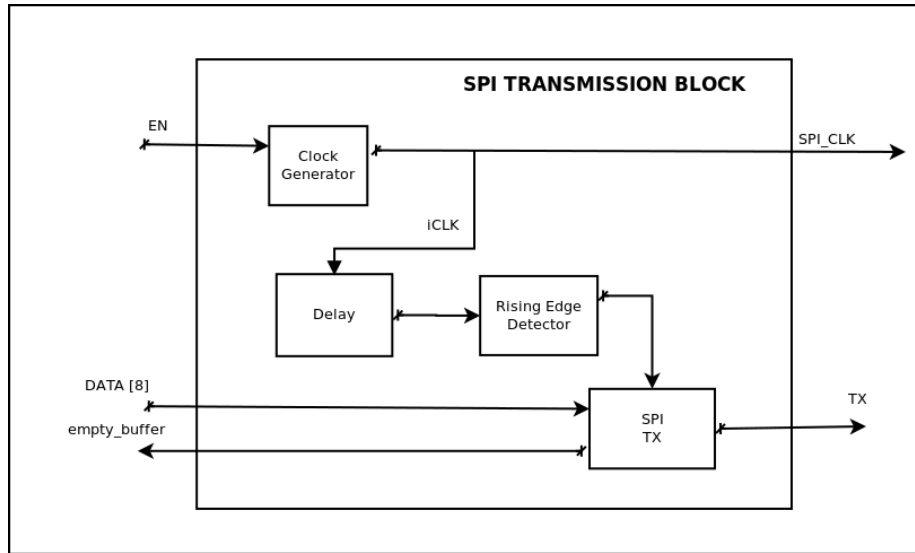 SPI TRANSMISSION BLOCK
EN
SPI_CLK
Clock
Generator
iCLK
Delay
Rising Edge
Detector
DATA [8]
empty_buffer
SPI
TX
TX